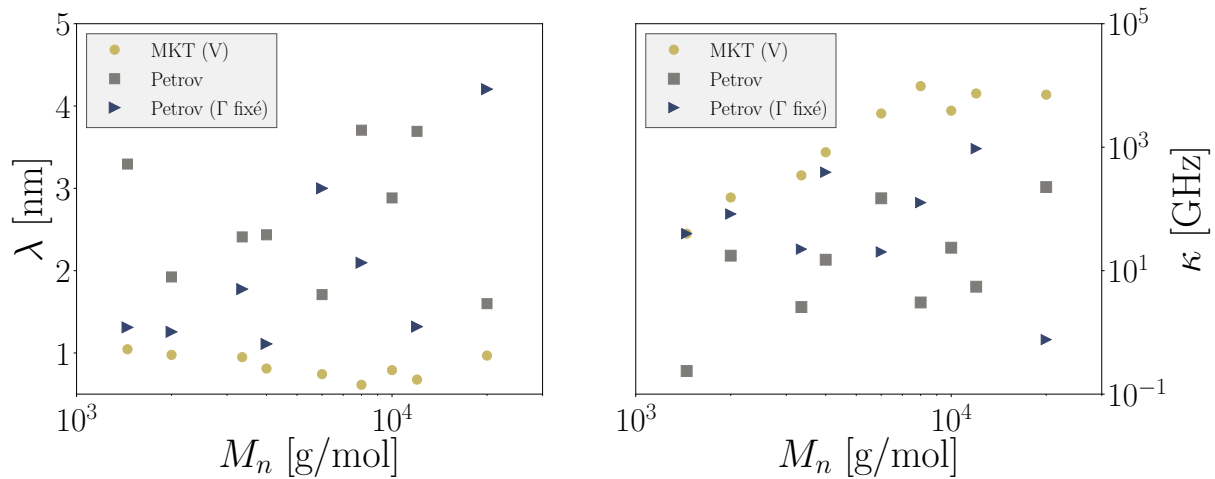 5
4
3
2
1
λ [nm]
MKT (V)
Petrov
Petrov (Γ fixé)
10³
10⁴
Mₙ [g/mol]
MKT (V)
Petrov
Petrov (Γ fixé)
10⁵
10³
10¹
10⁻¹
κ [GHz]
10³
10⁴
Mₙ [g/mol]